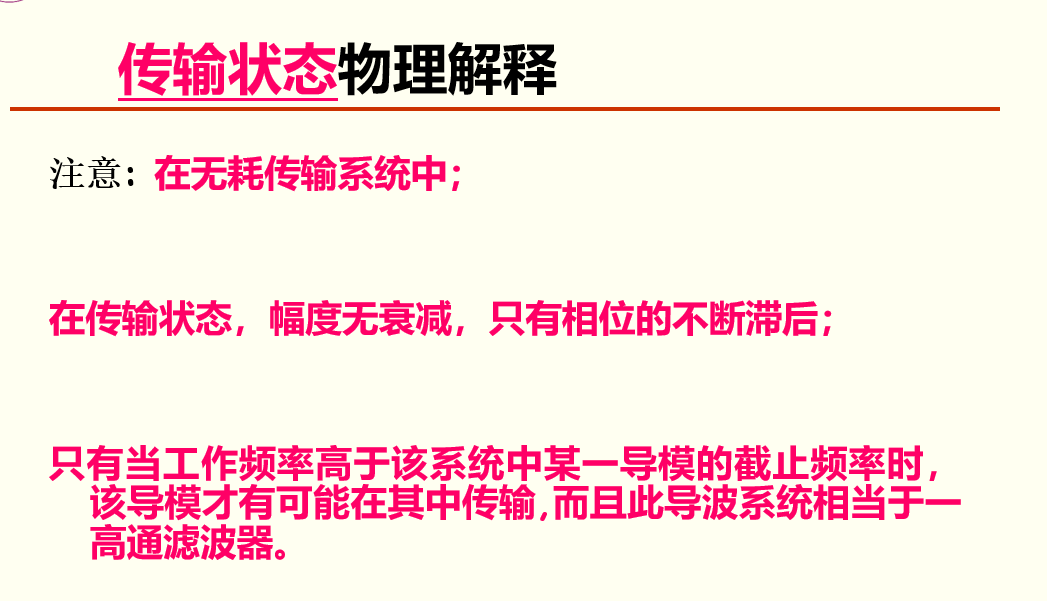 传输状态物理解释
注意：在无耗传输系统中；
在传输状态，幅度无衰减，只有相位的不断滞后；
只有当工作频率高于该系统中某一导模的截止频率时，
该导模才有可能在其中传输,而且此导波系统相当于一
高通滤波器。